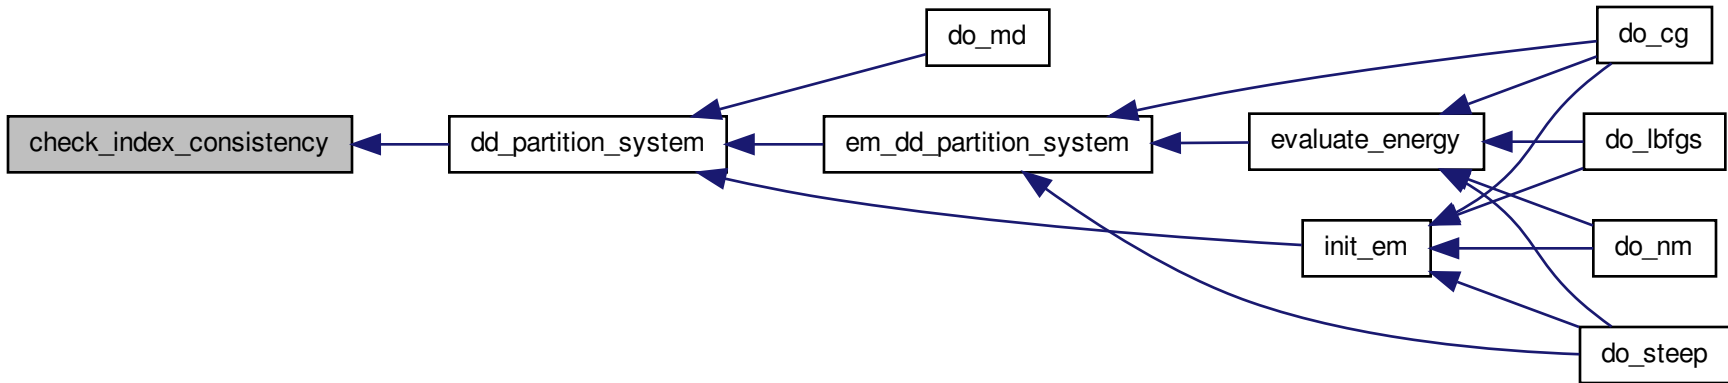 check_index_consistency
dd_partition_system
do_md
em_dd_partition_system
evaluate_energy
init_em
do_cg
do_lbfgs
do_nm
do_steep